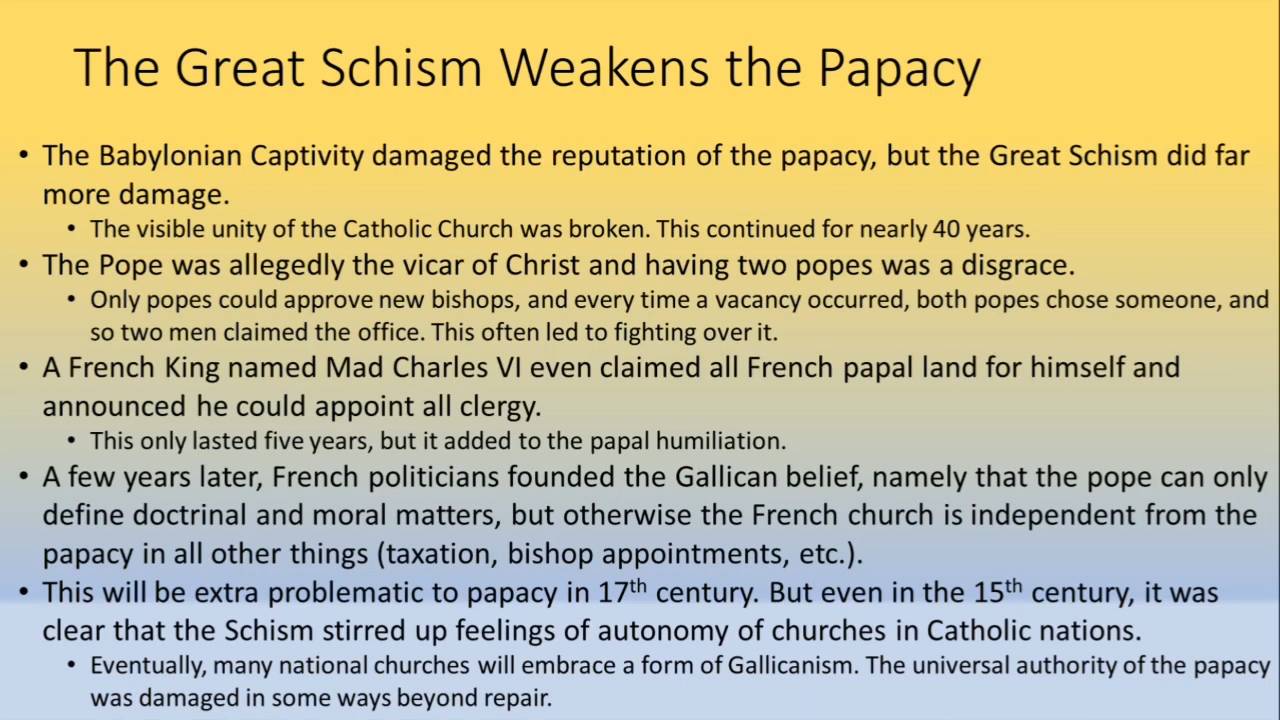 The Great Schism Weakens the Papacy
• The Babylonian Captivity damaged the reputation of the papacy, but the Great Schism did far
more damage.
• The visible unity of the Catholic Church was broken. This continued for nearly 40 years.
• The Pope was allegedly the vicar of Christ and having two popes was a disgrace.
• Only popes could approve new bishops, and every time a vacancy occurred, both popes chose someone, and
so two men claimed the office. This often led to fighting over it.
• A French King named Mad Charles VI even claimed all French papal land for himself and
announced he could appoint all clergy.
• This only lasted five years, but it added to the papal humiliation.
• A few years later, French politicians founded the Gallican belief, namely that the pope can only
define doctrinal and moral matters, but otherwise the French church is independent from the
papacy in all other things (taxation, bishop appointments, etc.).
• This will be extra problematic to papacy in 17th century. But even in the 15th century, it was
clear that the Schism stirred up feelings of autonomy of churches in Catholic nations.
• Eventually, many national churches will embrace a form of Gallicanism. The universal authority of the papacy
was damaged in some ways beyond repair.